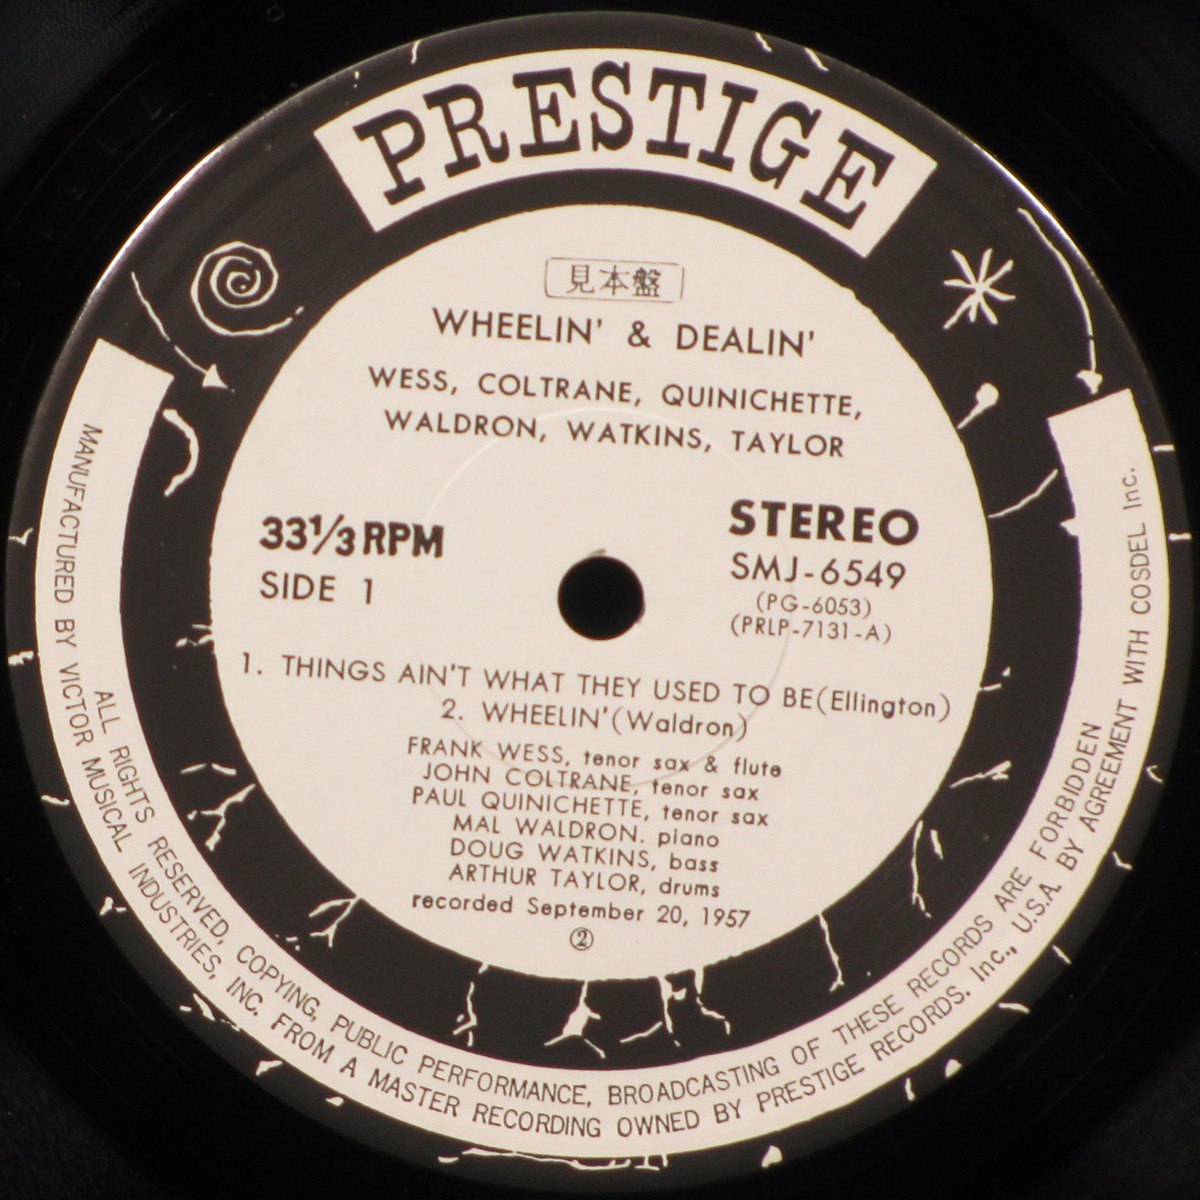 PRESTIGE
見本盤
WHEELIN' & DEALIN'
WESS, COLTRANE, QUINICHETTE,
WALDRON, WATKINS, TAYLOR
33⅓ RPM
SIDE 1
STEREO
SMJ-6549
(PG-6053)
(PRLP-7131-A)
1. THINGS AIN'T WHAT THEY USED TO BE(Ellington)
2. WHEELIN'(Waldron)
FRANK WESS, tenor sax & flute
JOHN COLTRANE, tenor sax
PAUL QUINICHETTE, tenor sax
MAL WALDRON. piano
DOUG WATKINS, bass
ARTHUR TAYLOR, drums
recorded September 20, 1957
②
ALL RIGHTS RESERVED, COPYING, PUBLIC PERFORMANCE, BROADCASTING OF THESE RECORDS ARE FORBIDDEN
MANUFACTURED BY VICTOR MUSICAL INDUSTRIES, INC. FROM A MASTER RECORDING OWNED BY PRESTIGE RECORDS. Inc., U.S.A. BY AGREEMENT WITH COSDEL Inc.